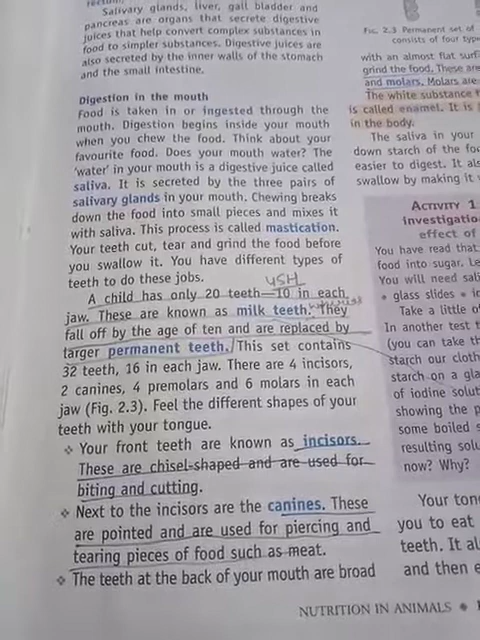 Salivary glands, liver, gall bladder and
pancreas are organs that secrete digestive
juices that help convert complex substances in
food to simpler substances. Digestive juices are
also secreted by the inner walls of the stomach
and the small intestine.
Digestion in the mouth
Food is taken in or ingested through the
mouth. Digestion begins inside your mouth
when you chew the food. Think about your
favourite food. Does your mouth water? The
'water' in your mouth is a digestive juice called
saliva. It is secreted by the three pairs of
salivary glands in your mouth. Chewing breaks
down the food into small pieces and mixes it
with saliva. This process is called mastication.
Your teeth cut, tear and grind the food before
you swallow it. You have different types of
teeth to do these jobs.
A child has only 20 teeth—10 in each
jaw. These are known as milk teeth. They
fall off by the age of ten and are replaced by
larger permanent teeth. This set contains
32 teeth, 16 in each jaw. There are 4 incisors,
2 canines, 4 premolars and 6 molars in each
jaw (Fig. 2.3). Feel the different shapes of your
teeth with your tongue.
❖ Your front teeth are known as incisors.
These are chisel-shaped and are used for
biting and cutting.
❖ Next to the incisors are the canines. These
are pointed and are used for piercing and
tearing pieces of food such as meat.
❖ The teeth at the back of your mouth are broad
FIG. 2.3 Permanent set of
consists of four type
with an almost flat surf
grind the food. These are
and molars. Molars are
The white substance
is called enamel. It is
in the body.
The saliva in your
down starch of the foo
easier to digest. It als
swallow by making it
ACTIVITY 1
Investigatio
effect of
You have read that
food into sugar. Le
You will need sali
• glass slides • i
Take a little o
In another test t
(you can take th
starch our cloth
starch on a gla
of iodine solut
showing the p
some boiled s
resulting solu
now? Why?
Your ton
you to eat
teeth. It al
and then e
NUTRITION IN ANIMALS •